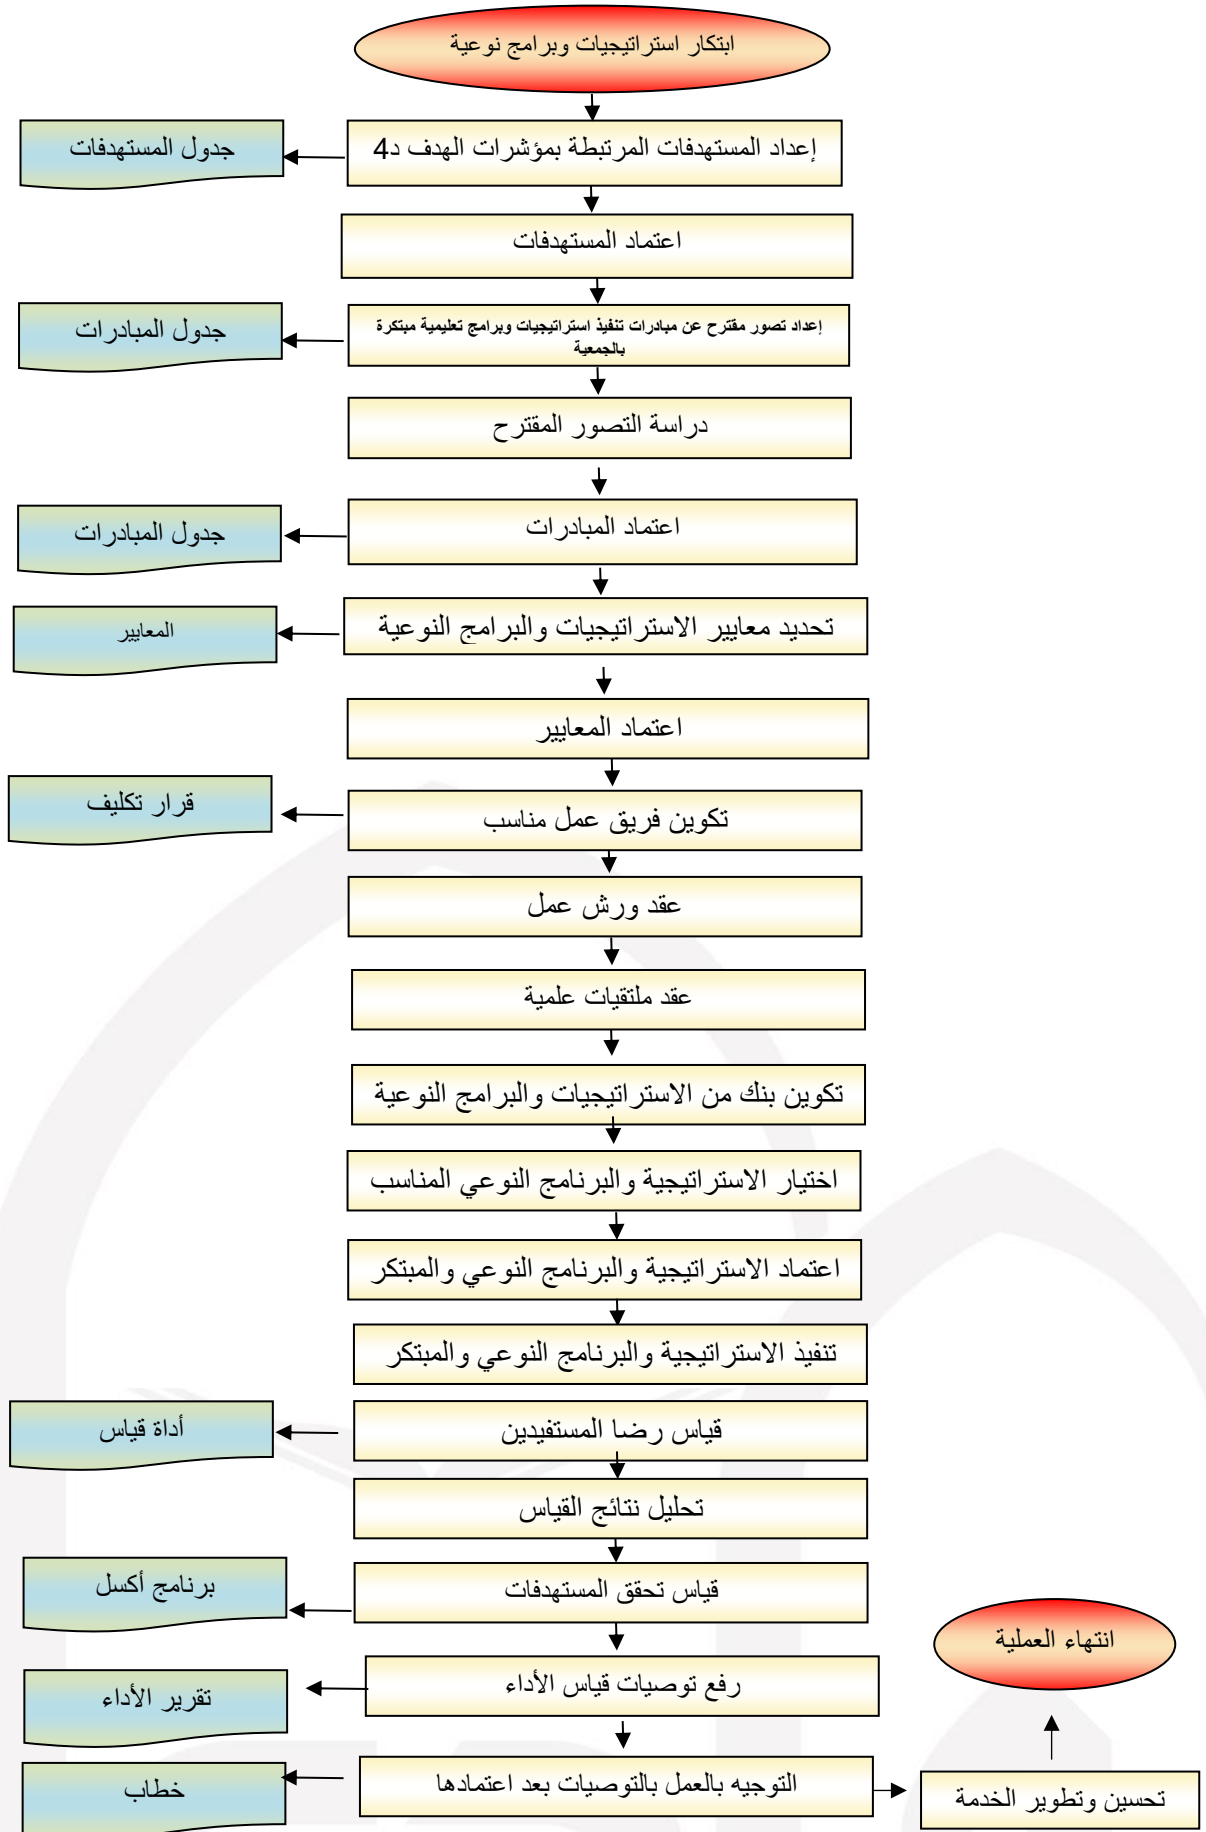 ابتكار استراتيجيات وبرامج نوعية
إعداد المستهدفات المرتبطة بمؤشرات الهدف د4
جدول المستهدفات
اعتماد المستهدفات
إعداد تصور مقترح عن مبادرات تنفيذ استراتيجيات وبرامج تعليمية مبتكرة
بالجمعية
جدول المبادرات
دراسة التصور المقترح
اعتماد المبادرات
جدول المبادرات
تحديد معايير الاستراتيجيات والبرامج النوعية
المعايير
اعتماد المعايير
تكوين فريق عمل مناسب
قرار تكليف
عقد ورش عمل
عقد ملتقيات علمية
تكوين بنك من الاستراتيجيات والبرامج النوعية
اختيار الاستراتيجية والبرنامج النوعي المناسب
اعتماد الاستراتيجية والبرنامج النوعي والمبتكر
تنفيذ الاستراتيجية والبرنامج النوعي والمبتكر
قياس رضا المستفيدين
أداة قياس
تحليل نتائج القياس
قياس تحقق المستهدفات
برنامج أكسل
رفع توصيات قياس الأداء
تقرير الأداء
التوجيه بالعمل بالتوصيات بعد اعتمادها
خطاب
تحسين وتطوير الخدمة
انتهاء العملية